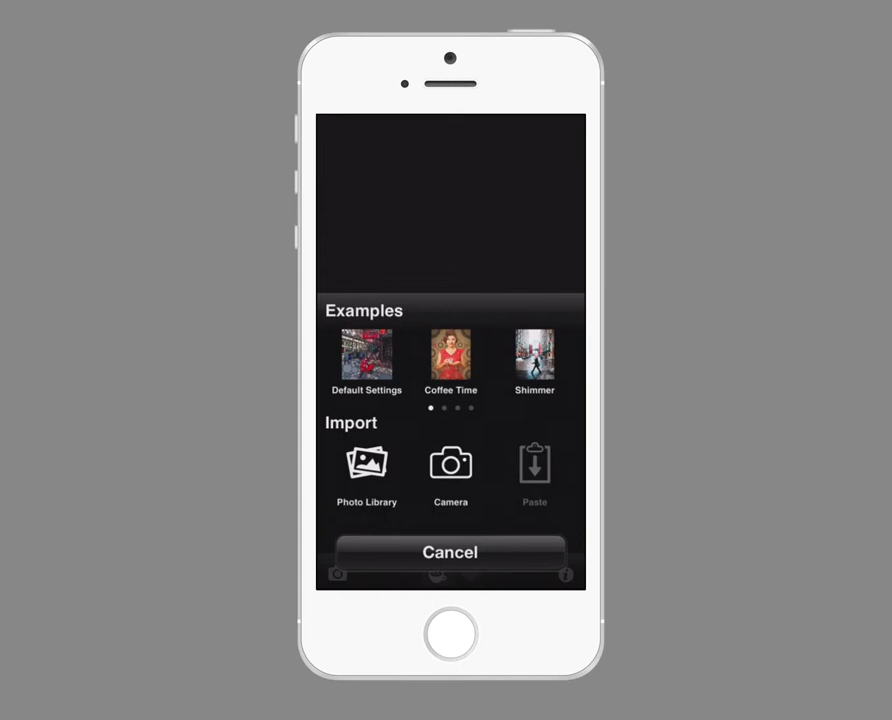 Examples
Default Settings Coffee Time Shimmer
Import
Photo Library Camera Paste
Cancel